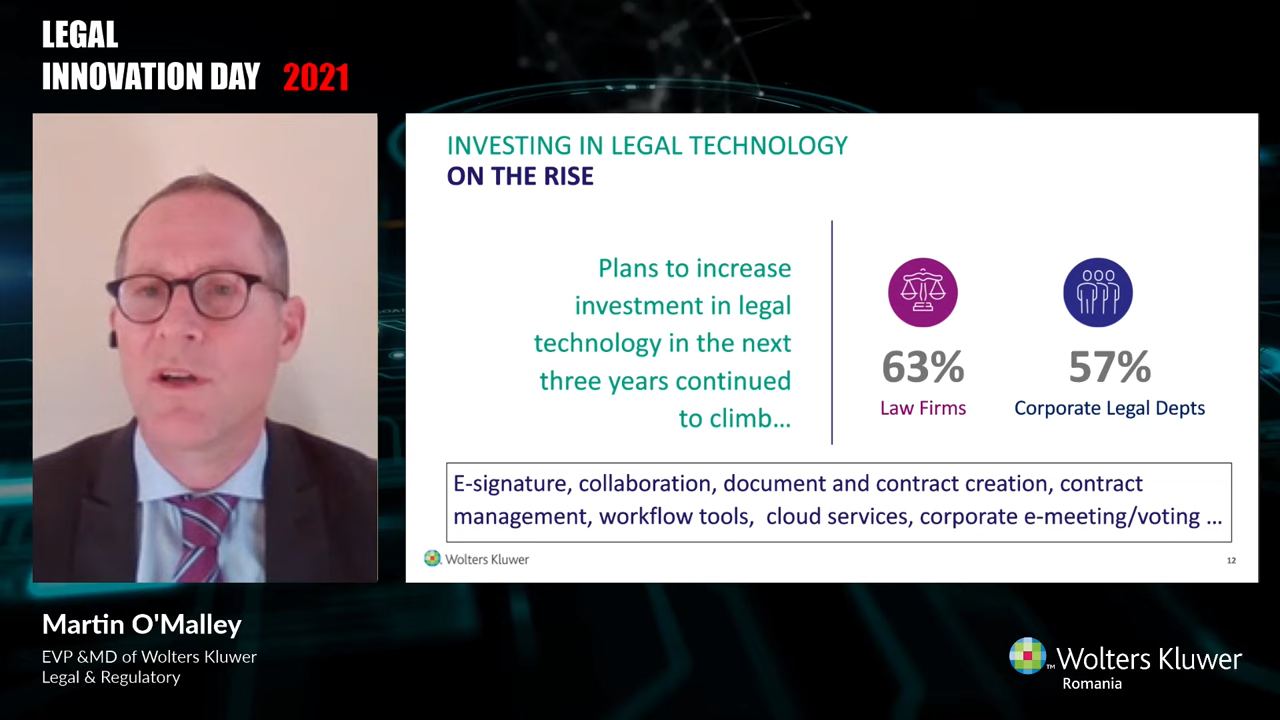 LEGAL
INNOVATION DAY 2021
INVESTING IN LEGAL TECHNOLOGY
ON THE RISE
Plans to increase
investment in legal
technology in the next
three years continued
to climb...
63%
Law Firms
57%
Corporate Legal Depts
E-signature, collaboration, document and contract creation, contract
management, workflow tools, cloud services, corporate e-meeting/voting ...
Wolters Kluwer
12
Martin O'Malley
EVP &MD of Wolters Kluwer
Legal & Regulatory
TM Wolters Kluwer
Romania